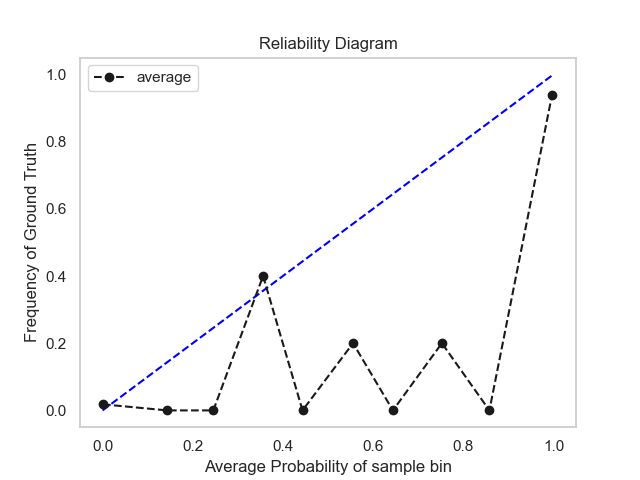 Reliability Diagram
average
1.0
0.8
0.6
0.4
0.2
0.0
Frequency of Ground Truth
0.0 0.2 0.4 0.6 0.8 1.0
Average Probability of sample bin